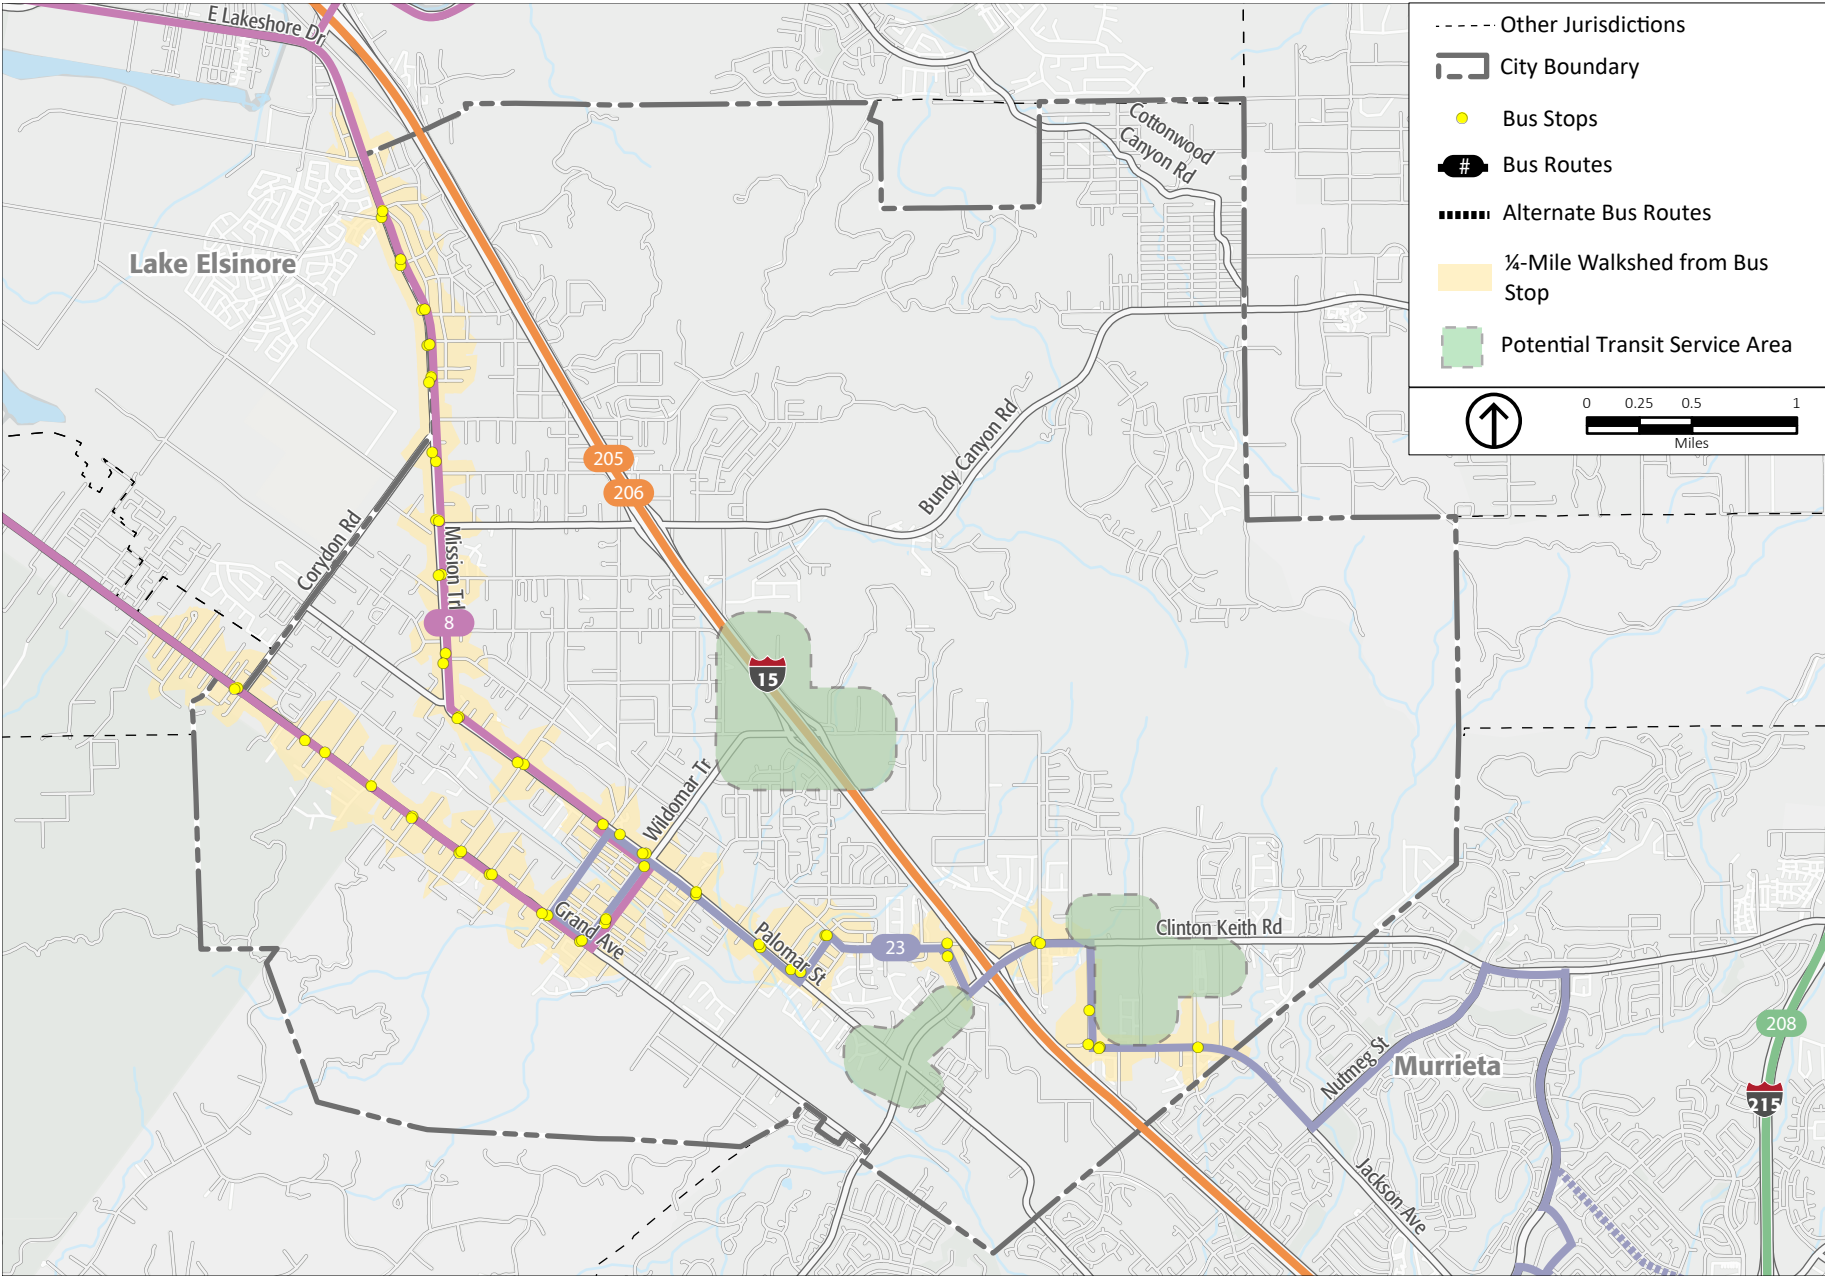 E Lakeshore Dr
Other Jurisdictions
City Boundary
Bus Stops
#
Bus Routes
Alternate Bus Routes
¼-Mile Walkshed from Bus
Stop
Potential Transit Service Area
0 0.25 0.5 1
Miles
Cottonwood
Canyon Rd
Lake Elsinore
205
206
Bundy Canyon Rd
Corydon Rd
Mission Trl
8
15
Wildomar Tr
Grand Ave
Palomar St
23
Clinton Keith Rd
208
Nutmeg St
Murrieta
215
Jackson Ave